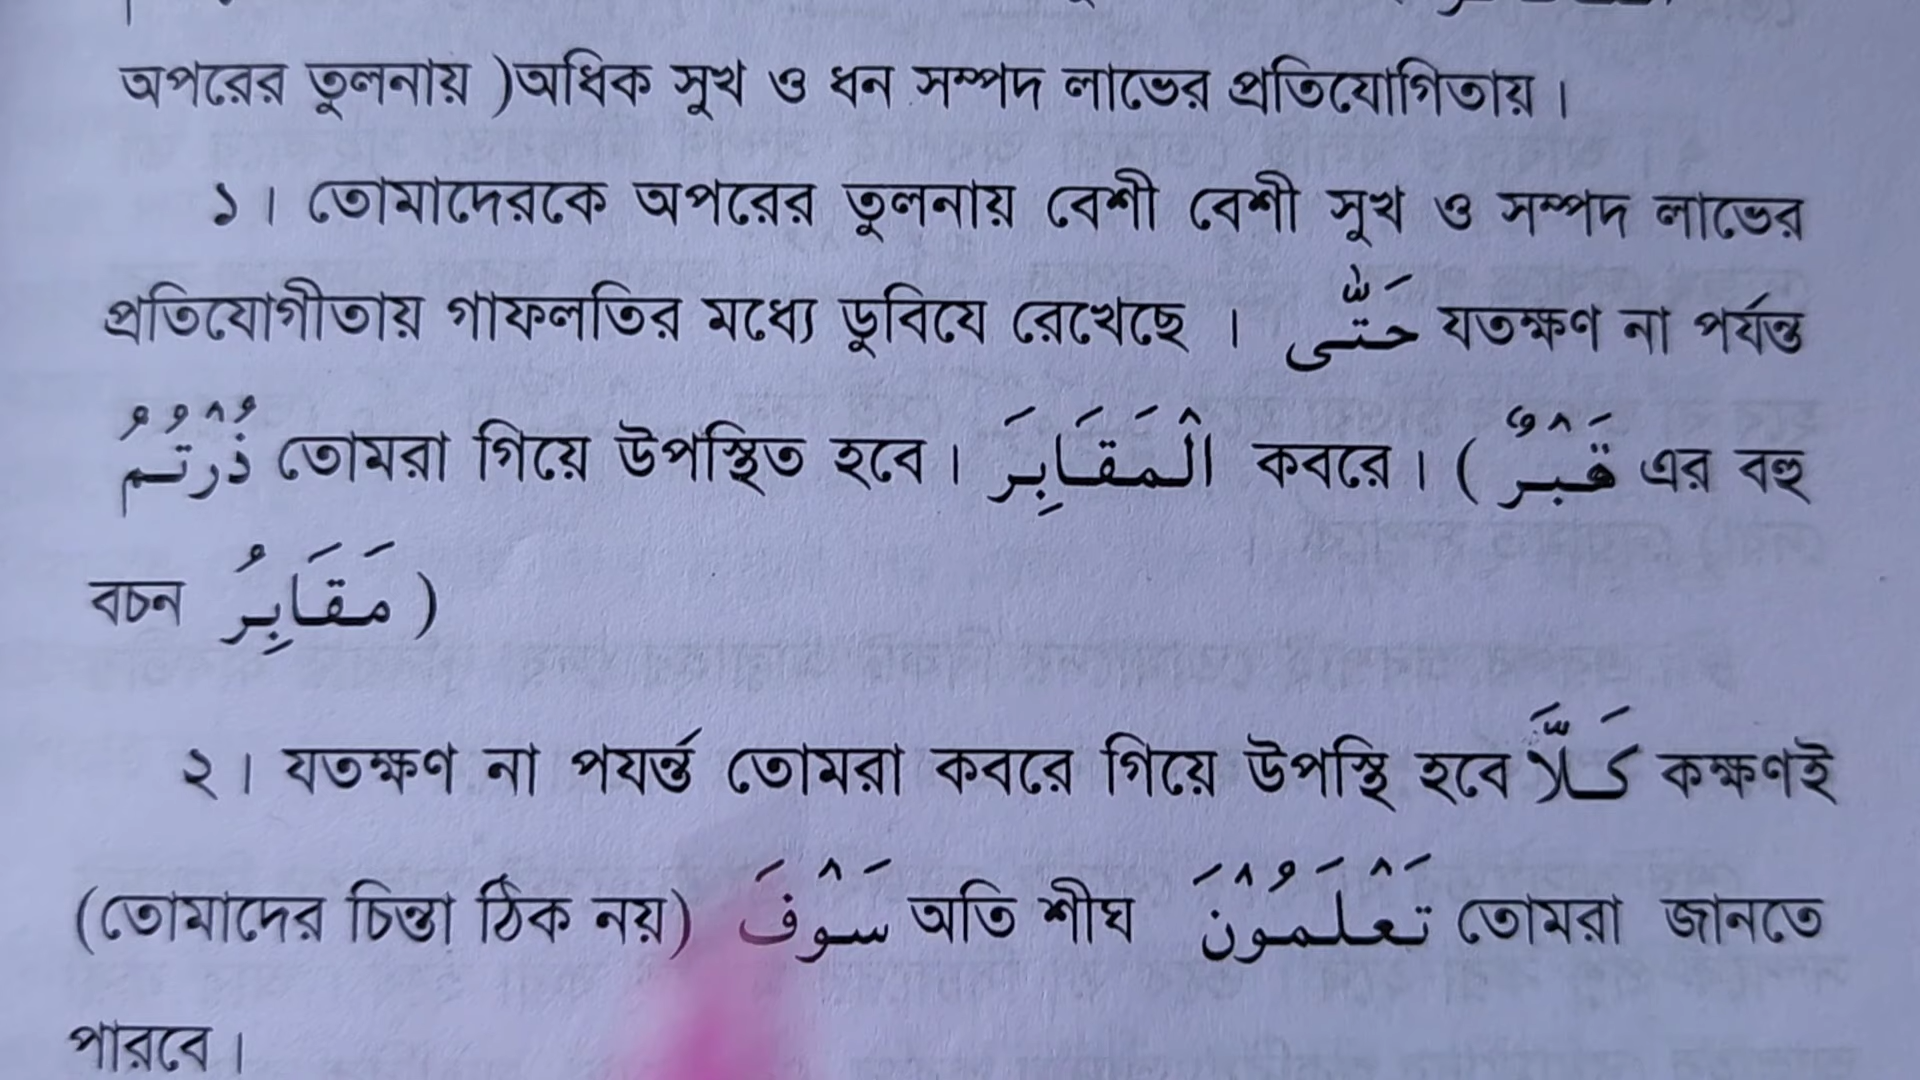 অপরের তুলনায় )অধিক সুখ ও ধন সম্পদ লাভের প্রতিযোগিতায়।
১। তোমাদেরকে অপরের তুলনায় বেশী বেশী সুখ ও সম্পদ লাভের
প্রতিযোগীতায় গাফলতির মধ্যে ডুবিযে রেখেছে । حَتّٰى যতক্ষণ না পর্যন্ত
ذُرْتُمُ তোমরা গিয়ে উপস্থিত হবে। الْمَقَابِرَ কবরে। ( قَبْرٌ এর বহু
বচন مَقَابِرُ )
২। যতক্ষণ না পযর্ন্ত তোমরা কবরে গিয়ে উপস্থি হবে كَلَّا কক্ষণই
(তোমাদের চিন্তা ঠিক নয়) سَوْفَ অতি শীঘ تَعْلَمُوْنَ তোমরা জানতে
পারবে।